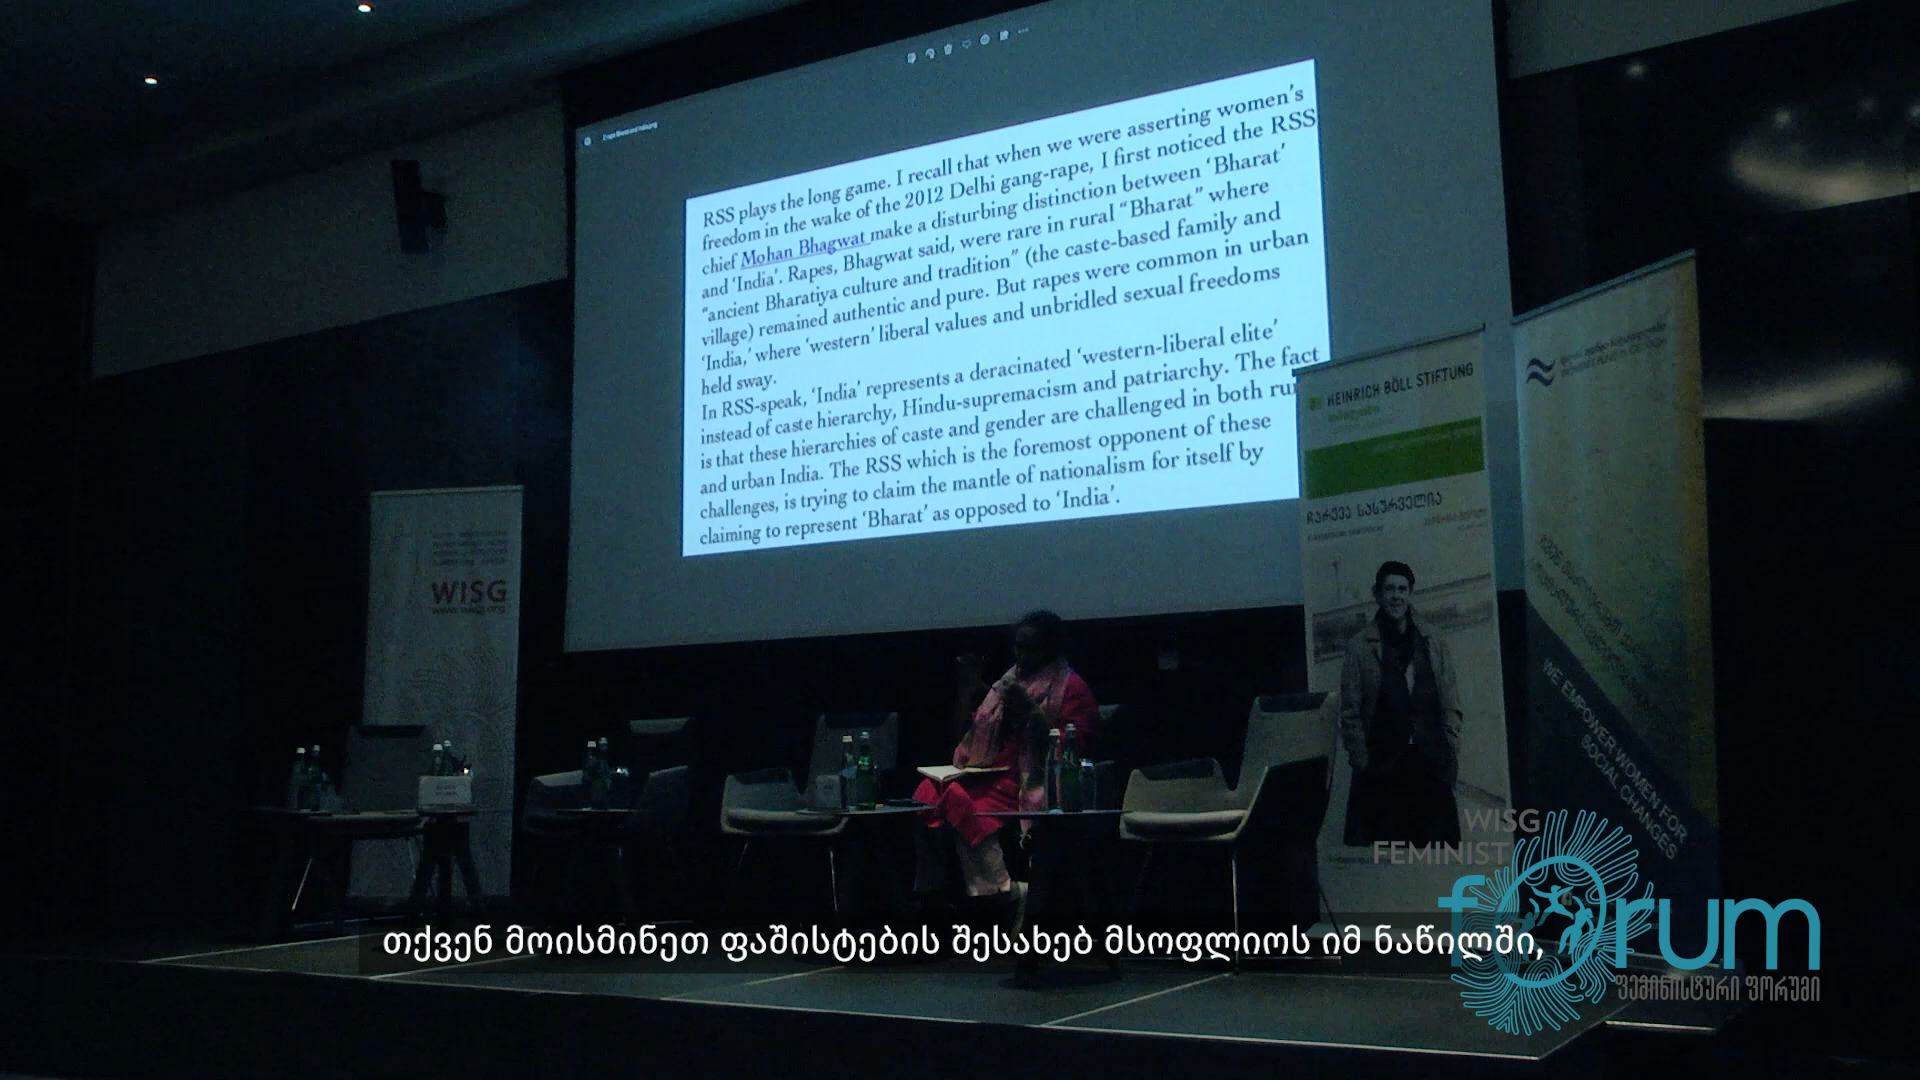 RSS plays the long game. I recall that when we were asserting women's
freedom in the wake of the 2012 Delhi gang-rape, I first noticed the RSS
chief Mohan Bhagwat make a disturbing distinction between 'Bharat'
and 'India'. Rapes, Bhagwat said, were rare in rural "Bharat" where
"ancient Bharatiya culture and tradition" (the caste-based family and
village) remained authentic and pure. But rapes were common in urban
'India,' where 'western' liberal values and unbridled sexual freedoms
held sway.
In RSS-speak, 'India' represents a deracinated 'western-liberal elite'
instead of caste hierarchy, Hindu-supremacism and patriarchy. The fact
is that these hierarchies of caste and gender are challenged in both ru
and urban India. The RSS which is the foremost opponent of these
challenges, is trying to claim the mantle of nationalism for itself by
claiming to represent 'Bharat' as opposed to 'India'.
WISG
www.wisg.org
HEINRICH BÖLL STIFTUNG
ჩარევა სასურველია
WE EMPOWER WOMEN FOR
SOCIAL CHANGES
WISG
FEMINIST
forum
ფემინისტური ფორუმი
თქვენ მოისმინეთ ფაშისტების შესახებ მსოფლიოს იმ ნაწილში,